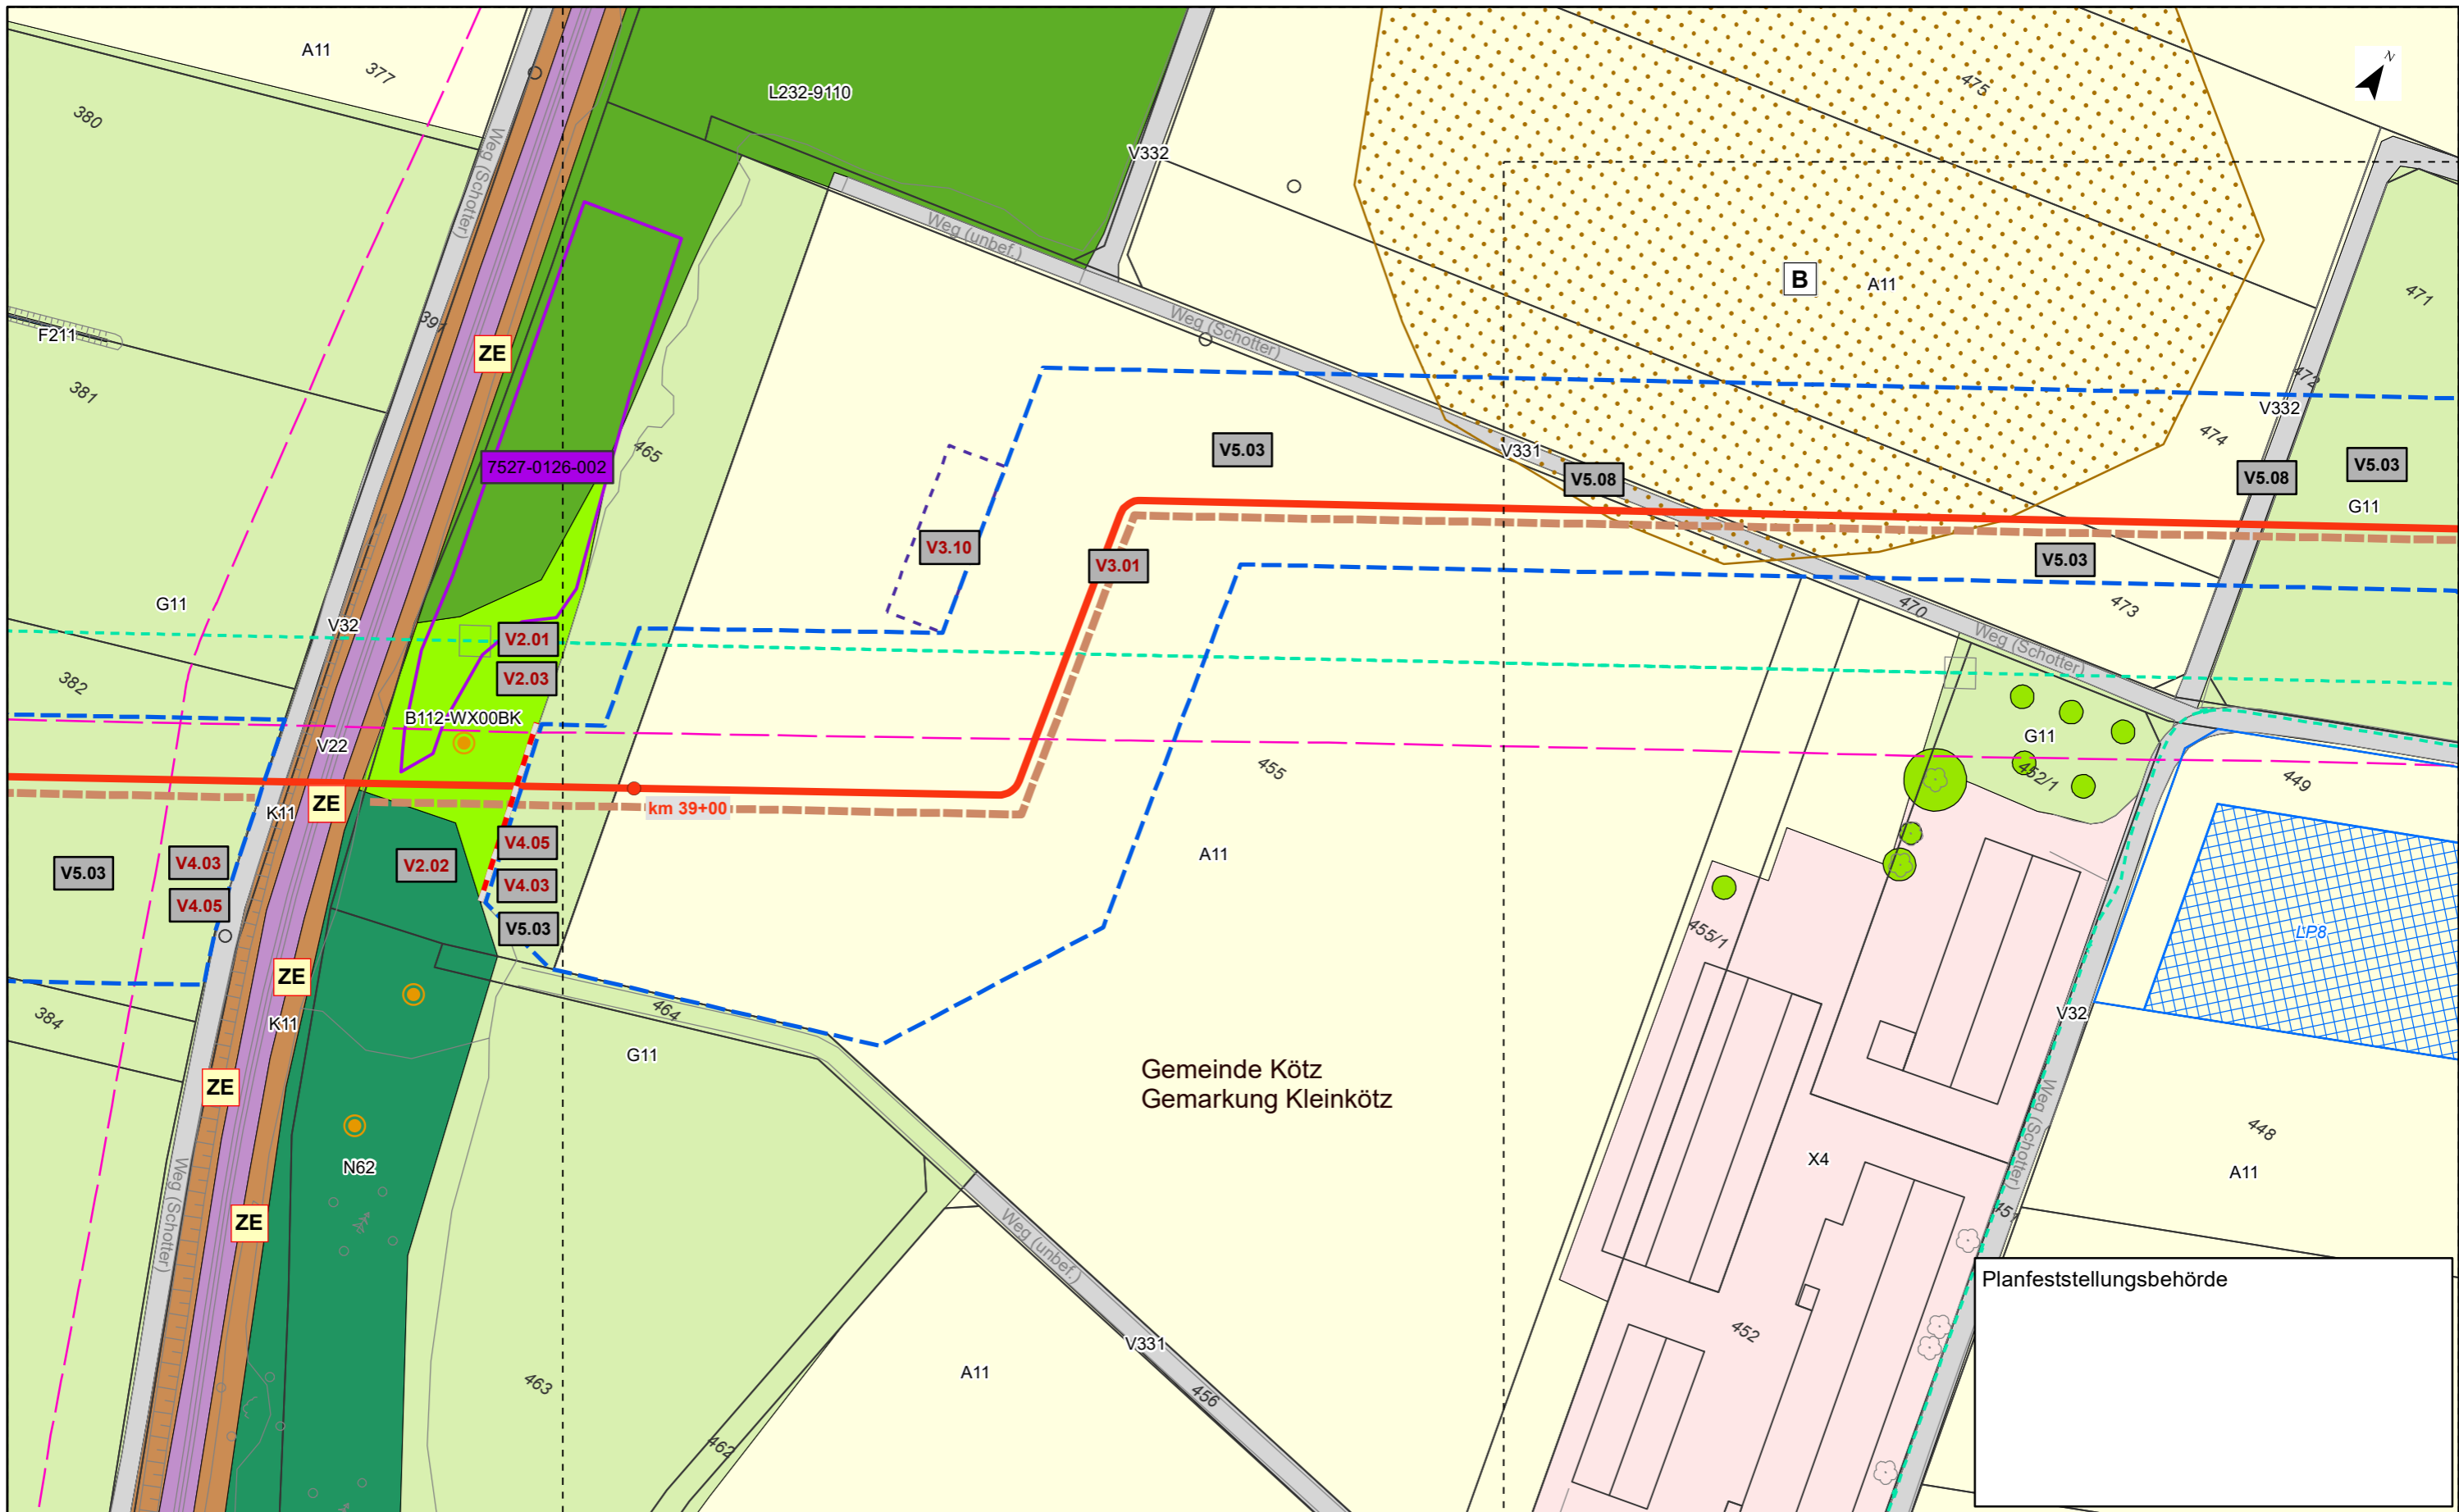 A11
377
380
L232-9110
475
N
Weg (Schotter)
V332
Weg (unbef.)
B
A11
471
F211
397
ZE
Weg (Schotter)
381
472
V332
465
7527-0126-002
V5.03
V331
474
V5.08
V5.08
V5.03
G11
V3.10
V3.01
V5.03
G11
V32
V2.01
470
473
Weg (Schotter)
382
V2.03
B112-WX00BK
V22
G11
455
452/1
449
ZE
km 39+00
K11
V5.03
V4.03
V2.02
V4.05
A11
V4.05
V4.03
V5.03
455/1
LP8
ZE
384
K11
464
V32
G11
Gemeinde Kötz
Gemarkung Kleinkötz
ZE
Weg (Schotter)
448
N62
X4
A11
Weg (Schotter)
ZE
451
Weg (unbef.)
Planfeststellungsbehörde
452
V331
A11
463
456
462